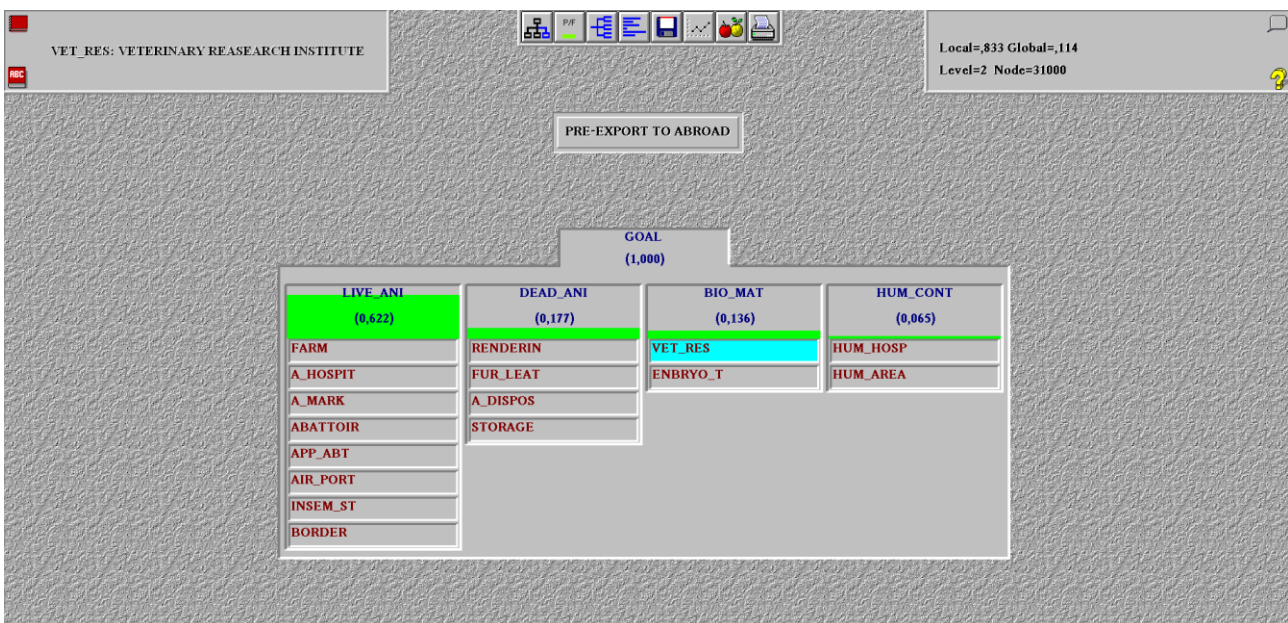 VET_RES: VETERINARY REASEARCH INSTITUTE
ABC
P/F
Local=,833 Global=,114
Level=2 Node=31000
?
PRE-EXPORT TO ABROAD
GOAL
(1,000)
LIVE_ANI
(0,622)
FARM
A_HOSPIT
A_MARK
ABATTOIR
APP_ABT
AIR_PORT
INSEM_ST
BORDER
DEAD_ANI
(0,177)
RENDERIN
FUR_LEAT
A_DISPOS
STORAGE
BIO_MAT
(0,136)
VET_RES
ENBRYO_T
HUM_CONT
(0,065)
HUM_HOSP
HUM_AREA